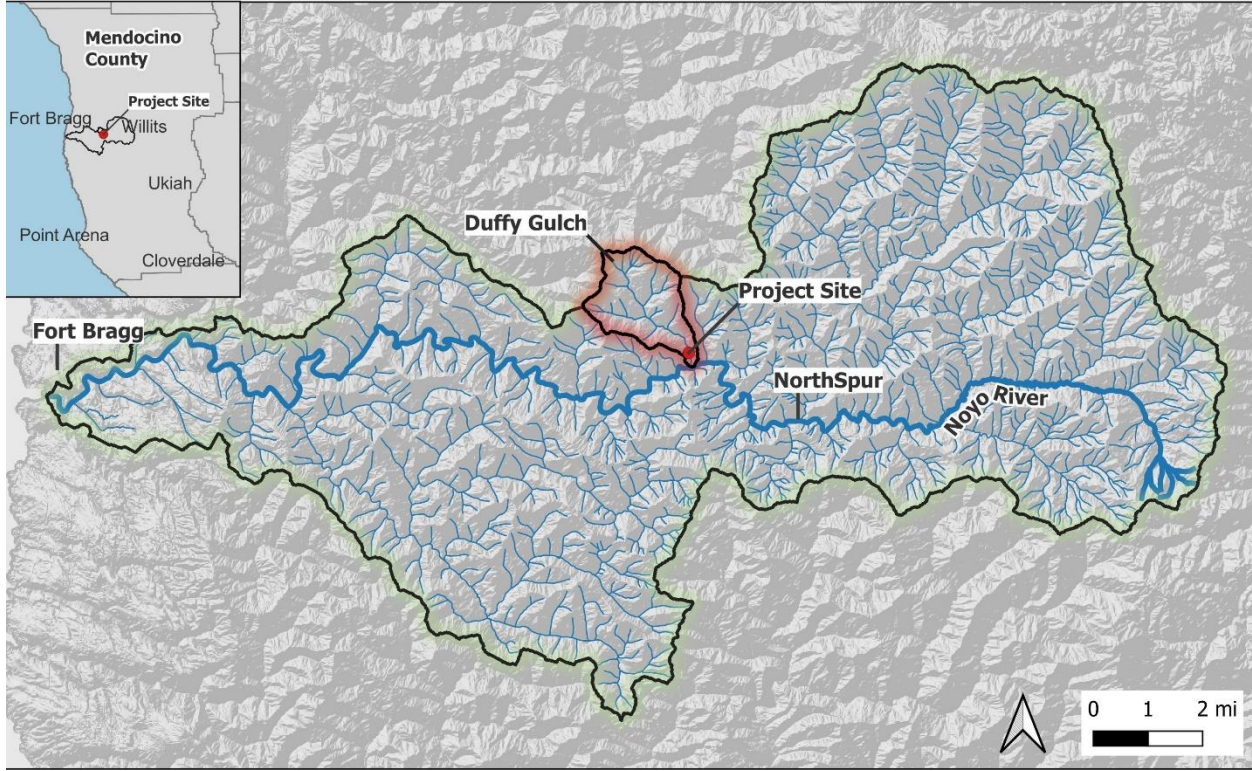 Mendocino
County
Project Site
Fort Bragg
Willits
Ukiah
Point Arena
Cloverdale
Duffy Gulch
Project Site
Fort Bragg
NorthSpur
Noyo River
0 1 2 mi